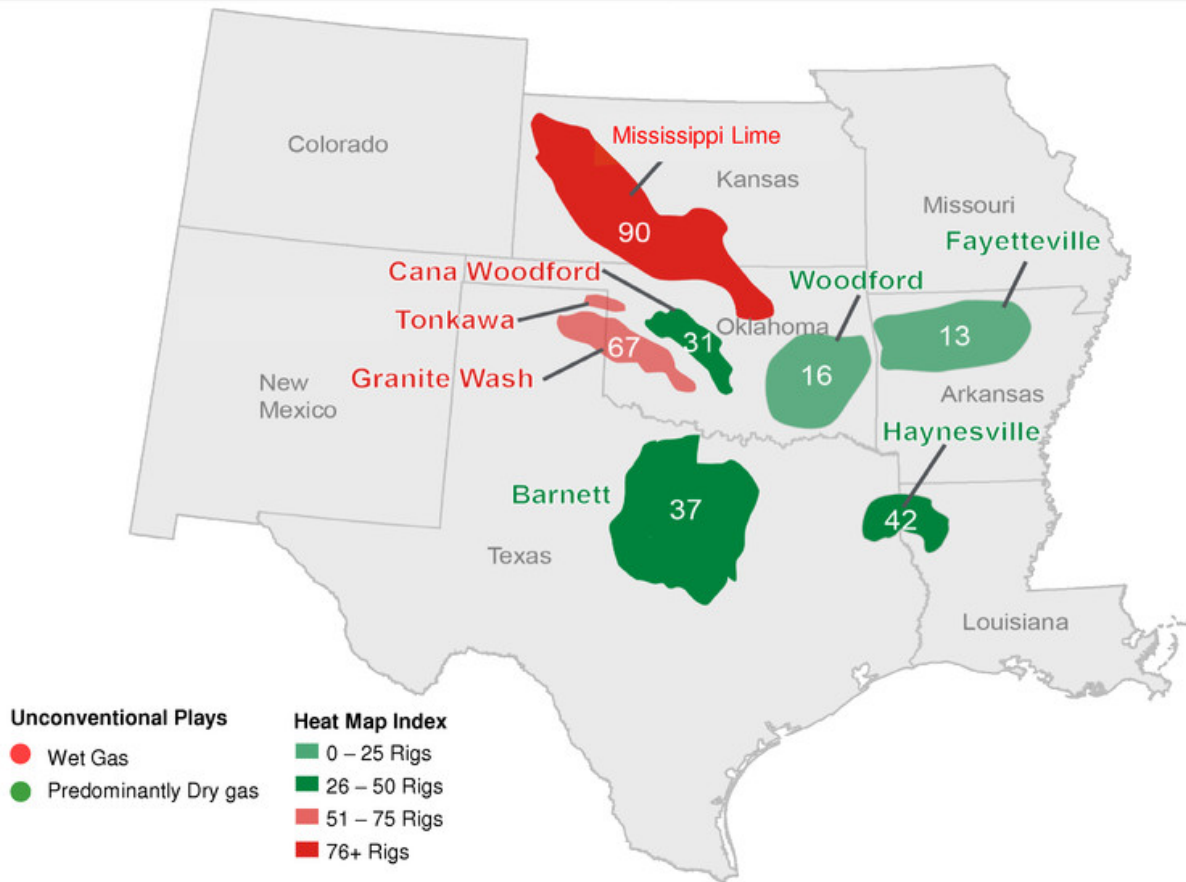 Colorado
Mississippi Lime
Kansas
90
Missouri
Fayetteville
Cana Woodford
Woodford
Tonkawa
Oklahoma
31
67
13
16
Granite Wash
New
Mexico
Arkansas
Haynesville
Barnett
37
42
Texas
Louisiana
Unconventional Plays
Wet Gas
Predominantly Dry gas
Heat Map Index
0 – 25 Rigs
26 – 50 Rigs
51 – 75 Rigs
76+ Rigs